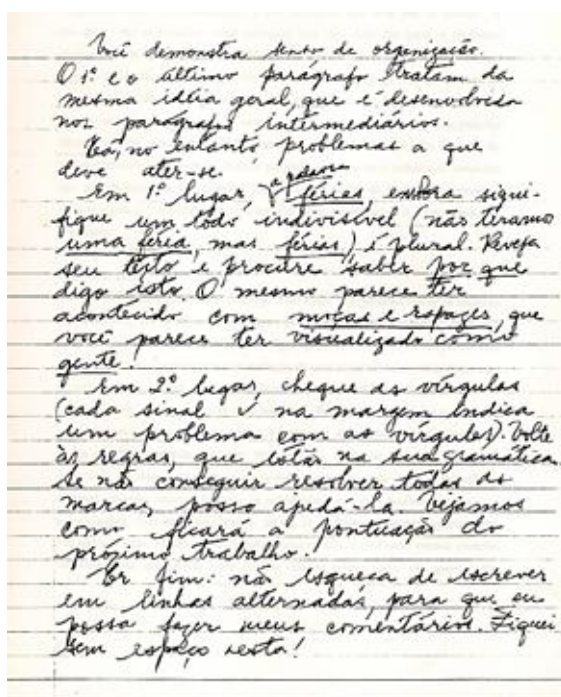 Você demonstra senso de organização.
O 1º e o último parágrafo tratam da
mesma idéia geral, que é desenvolvida
nos parágrafos intermediários.
Há, no entanto, problemas a que
deve ater-se.
Em 1º lugar, a palavra férias, embora signi-
fique um todo indivisível (não tiramos
uma féria, mas férias) é plural. Reveja
seu texto e procure saber por que
digo isto. O mesmo parece ter
acontecido com moças e rapazes, que
você parece ter visualizado como
gente.
Em 2º lugar, cheque as vírgulas
(cada sinal √ na margem indica
um problema com as vírgulas). Volte
às regras, que estão na sua gramática.
Se não conseguir resolver todas as
marcas, posso ajudá-la. Vejamos
como ficará a pontuação do
próximo trabalho.
Por fim: não esqueça de escrever
em linhas alternadas, para que eu
possa fazer meus comentários. Fiquei
sem espaço nesta!